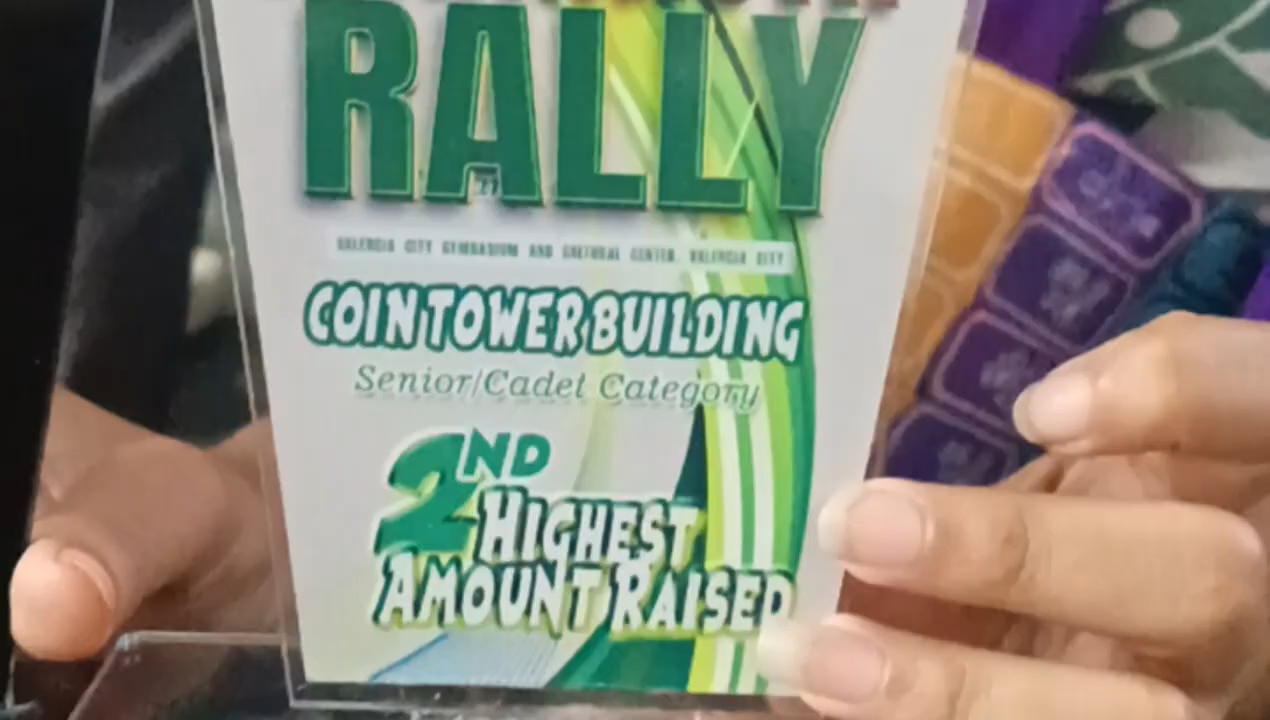 RALLY
VALENCIA CITY GYMNASIUM AND CULTURAL CENTER, VALENCIA CITY
COIN TOWER BUILDING
Senior/Cadet Category
2ND
HIGHEST
AMOUNT RAISED